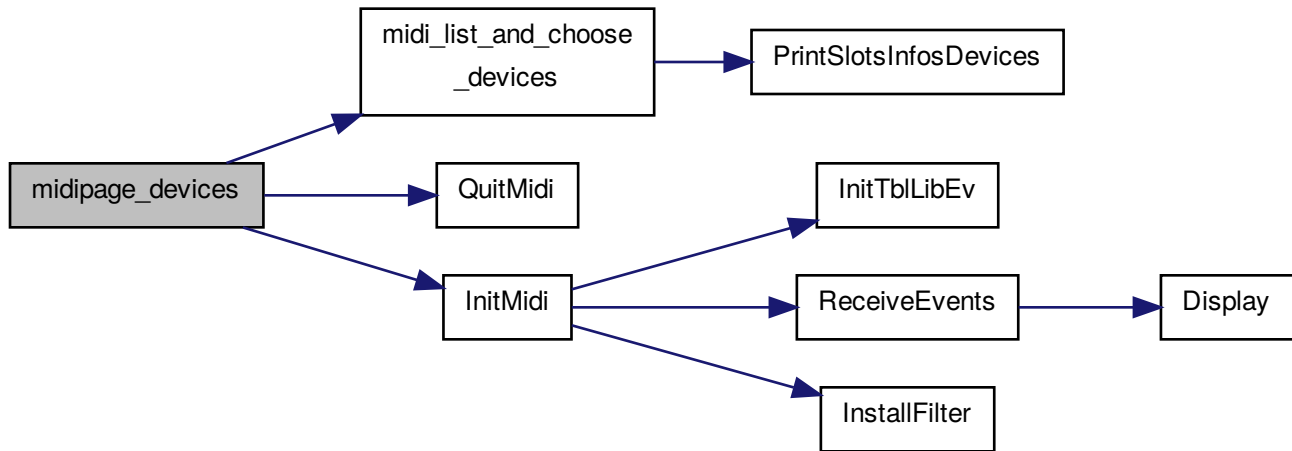 midi_list_and_choose
_devices
PrintSlotsInfosDevices
midipage_devices
QuitMidi
InitTblLibEv
InitMidi
ReceiveEvents
Display
InstallFilter